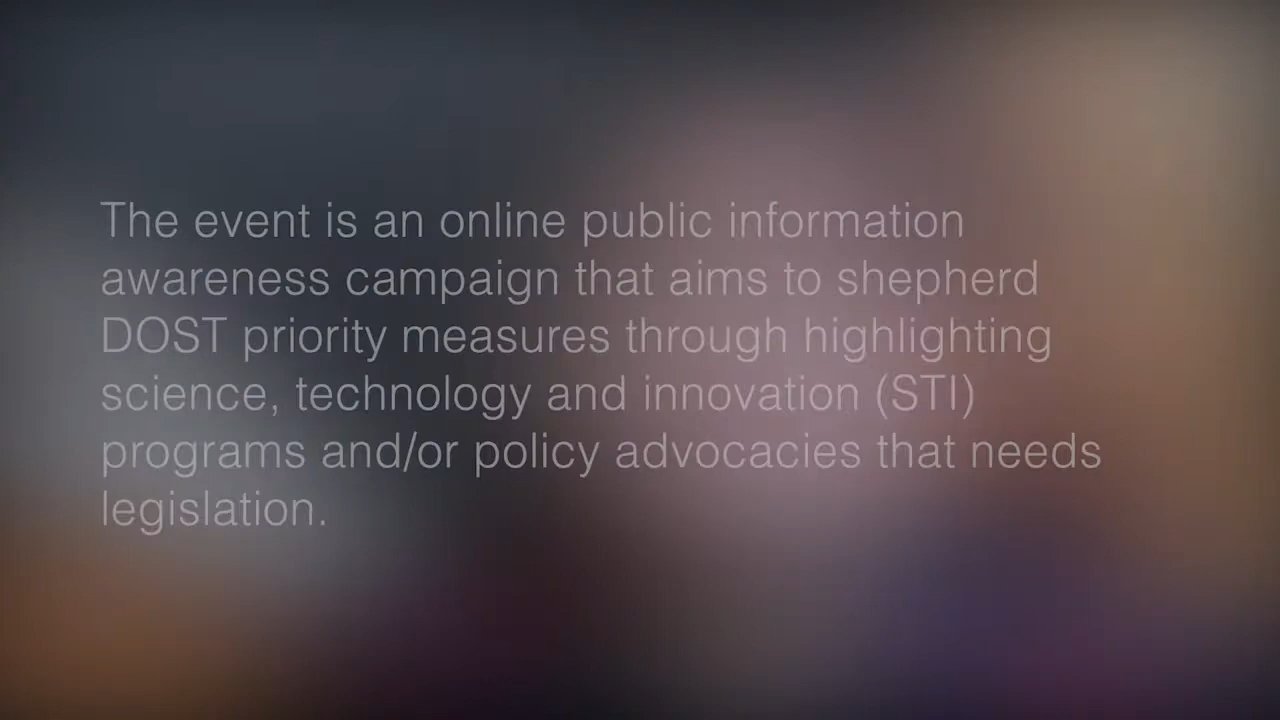 The event is an online public information
awareness campaign that aims to shepherd
DOST priority measures through highlighting
science, technology and innovation (STI)
programs and/or policy advocacies that needs
legislation.